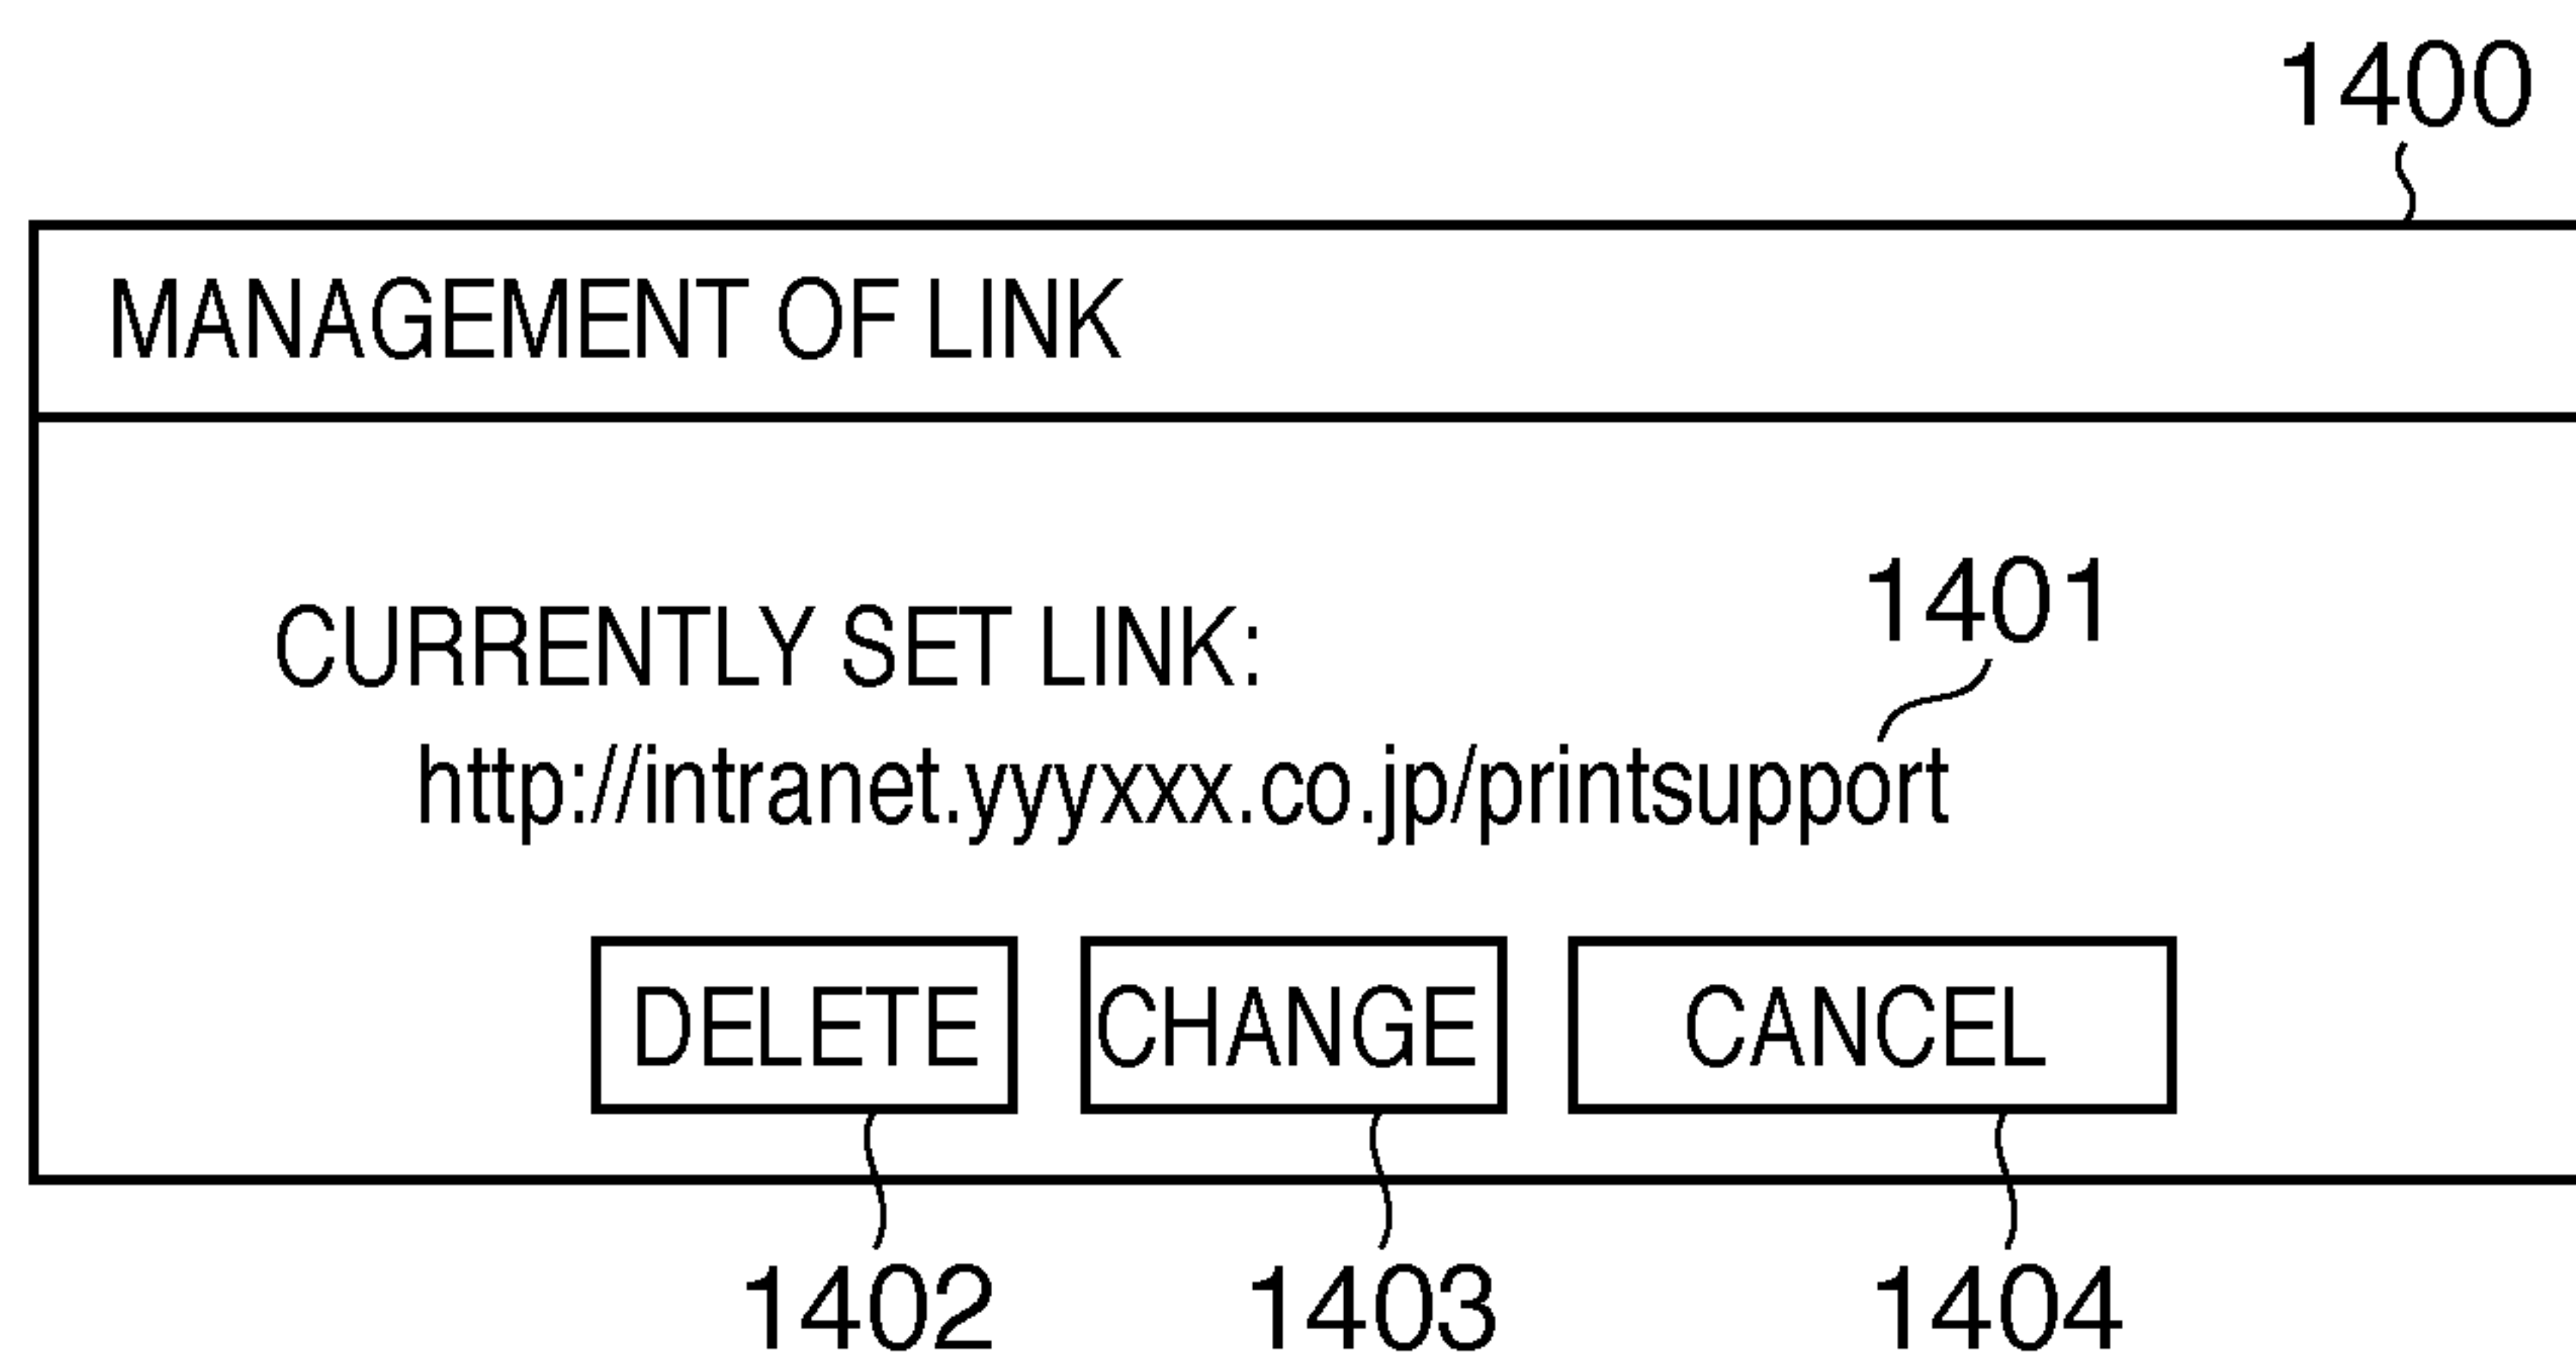 1400
MANAGEMENT OF LINK
CURRENTLY SET LINK:
1401
http://intranet.yyyxxx.co.jp/printsupport
DELETE CHANGE CANCEL
1402 1403 1404